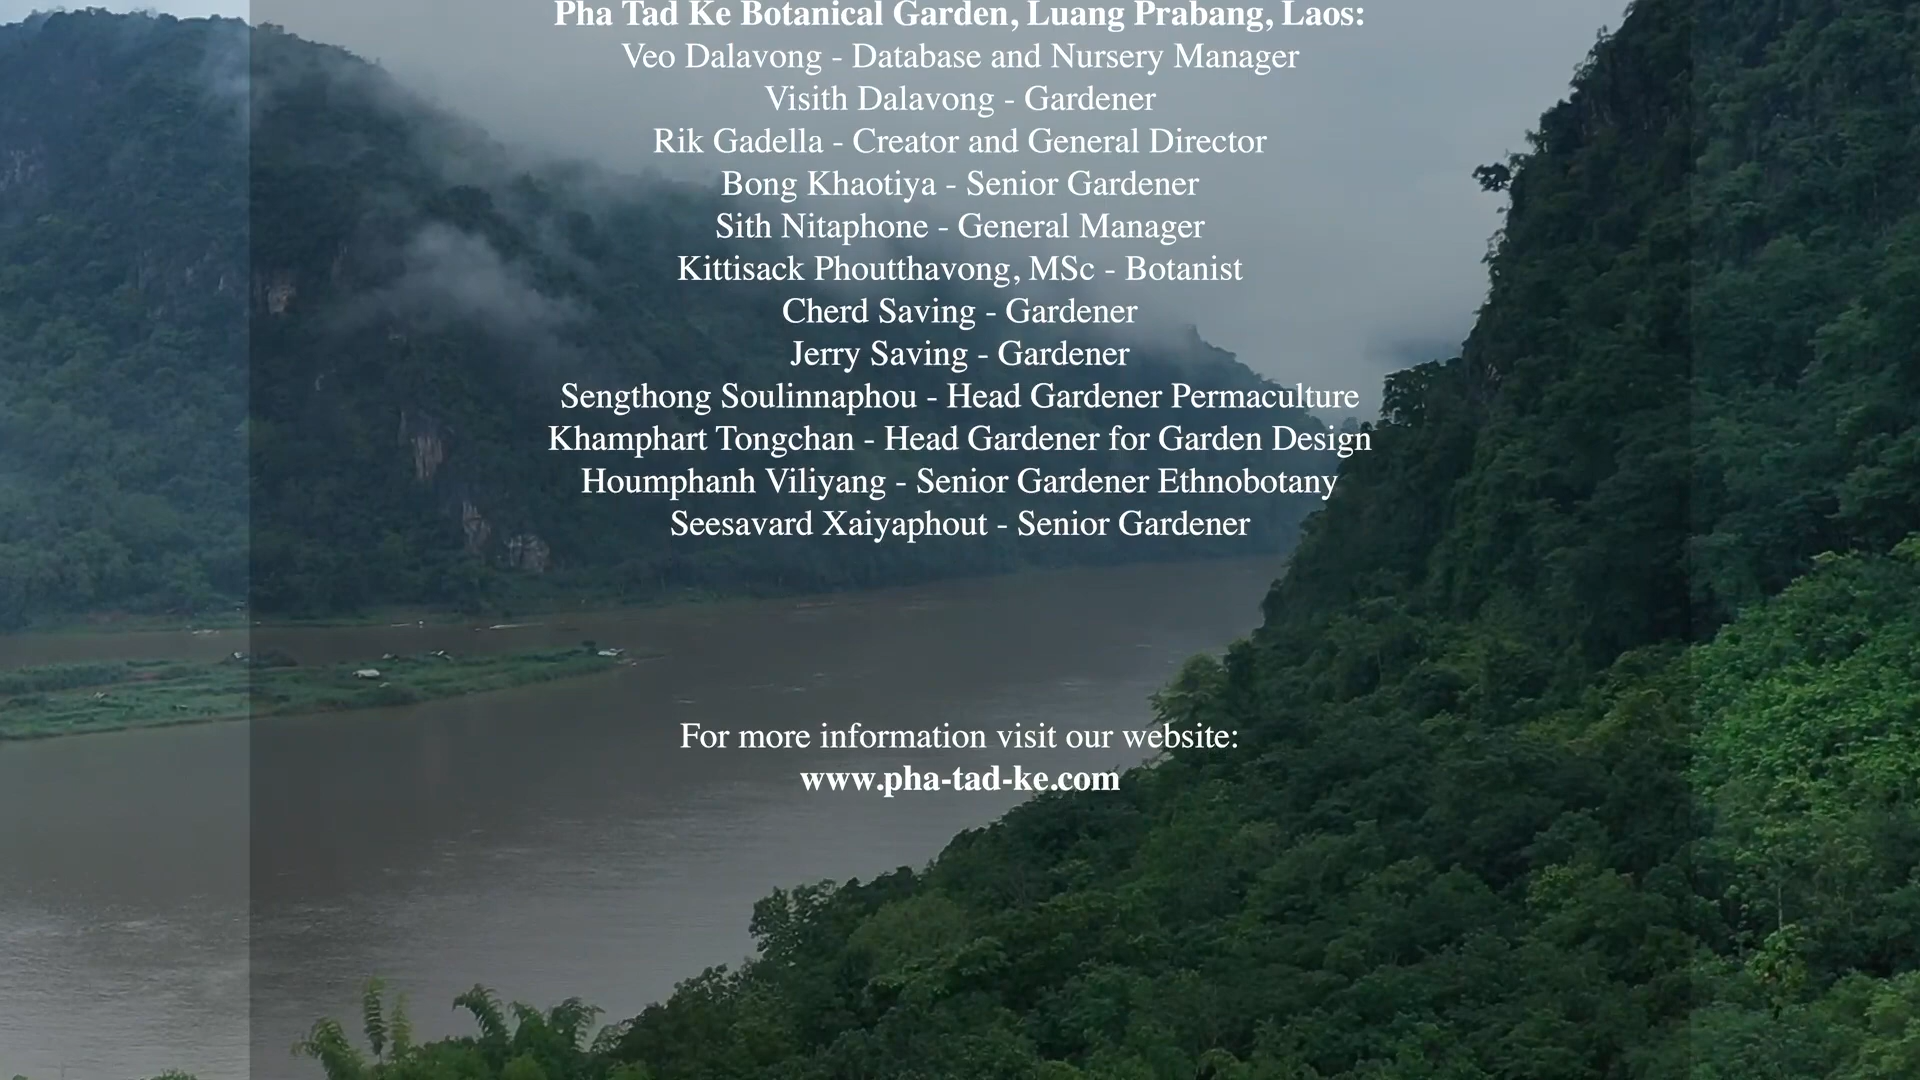 Pha Tad Ke Botanical Garden, Luang Prabang, Laos:
Veo Dalavong - Database and Nursery Manager
Visith Dalavong - Gardener
Rik Gadella - Creator and General Director
Bong Khaotiya - Senior Gardener
Sith Nitaphone - General Manager
Kittisack Phoutthavong, MSc - Botanist
Cherd Saving - Gardener
Jerry Saving - Gardener
Sengthong Soulinnaphou - Head Gardener Permaculture
Khamphart Tongchan - Head Gardener for Garden Design
Houmphanh Viliyang - Senior Gardener Ethnobotany
Seesavard Xaiyaphout - Senior Gardener
For more information visit our website:
www.pha-tad-ke.com